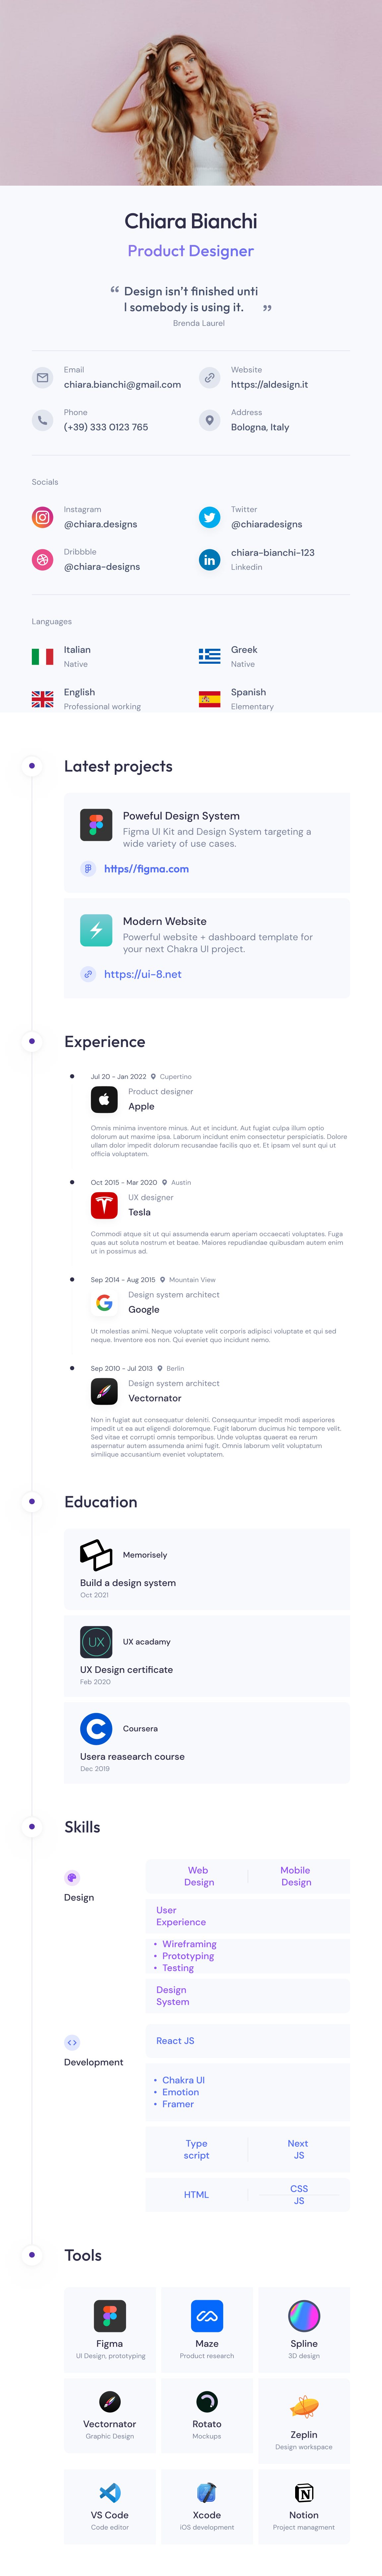 Chiara Bianchi
Product Designer
“ Design isn’t finished unti
l somebody is using it. ”
Brenda Laurel
Email
chiara.bianchi@gmail.com
Website
https://aldesign.it
Phone
(+39) 333 0123 765
Address
Bologna, Italy
Socials
Instagram
@chiara.designs
Twitter
@chiaradesigns
Dribbble
@chiara-designs
chiara-bianchi-123
Linkedin
Languages
Italian
Native
Greek
Native
English
Professional working
Spanish
Elementary
Latest projects
Poweful Design System
Figma UI Kit and Design System targeting a
wide variety of use cases.
https//figma.com
Modern Website
Powerful website + dashboard template for
your next Chakra UI project.
https://ui-8.net
Experience
Jul 20 - Jan 2022 Cupertino
Product designer
Apple
Omnis minima inventore minus. Aut et incidunt. Aut fugiat culpa illum optio
dolorum aut maxime ipsa. Laborum incidunt enim consectetur perspiciatis. Dolore
ullam dolor impedit dolorum recusandae facilis quo et. Et ipsam vel sunt qui ut
officia voluptatem.
Oct 2015 - Mar 2020 Austin
UX designer
Tesla
Commodi atque sit ut qui assumenda earum aperiam occaecati voluptates. Fuga
quas aut soluta nostrum et beatae. Maiores repudiandae quibusdam autem enim
ut in possimus ad.
Sep 2014 - Aug 2015 Mountain View
Design system architect
Google
Ut molestias animi. Neque voluptate velit corporis adipisci voluptate et qui sed
neque. Inventore eos non. Qui eveniet quo incidunt nemo.
Sep 2010 - Jul 2013 Berlin
Design system architect
Vectornator
Non in fugiat aut consequatur deleniti. Consequuntur impedit modi asperiores
impedit ut ea aut eligendi doloremque. Fugit laborum ducimus hic tempore velit.
Sed vitae et corrupti omnis temporibus. Unde voluptas quaerat ea rerum
aspernatur autem assumenda animi fugit. Omnis laborum velit voluptatum
similique accusantium eveniet voluptatem.
Education
Memorisely
Build a design system
Oct 2021
UX
UX acadamy
UX Design certificate
Feb 2020
Coursera
Usera reasearch course
Dec 2019
Skills
Design
Web
Design
Mobile
Design
User
Experience
• Wireframing
• Prototyping
• Testing
Design
System
Development
React JS
• Chakra UI
• Emotion
• Framer
Type
script
Next
JS
HTML
CSS
JS
Tools
Figma
UI Design, prototyping
Maze
Product research
Spline
3D design
Vectornator
Graphic Design
Rotato
Mockups
Zeplin
Design workspace
VS Code
Code editor
Xcode
iOS development
Notion
Project managment